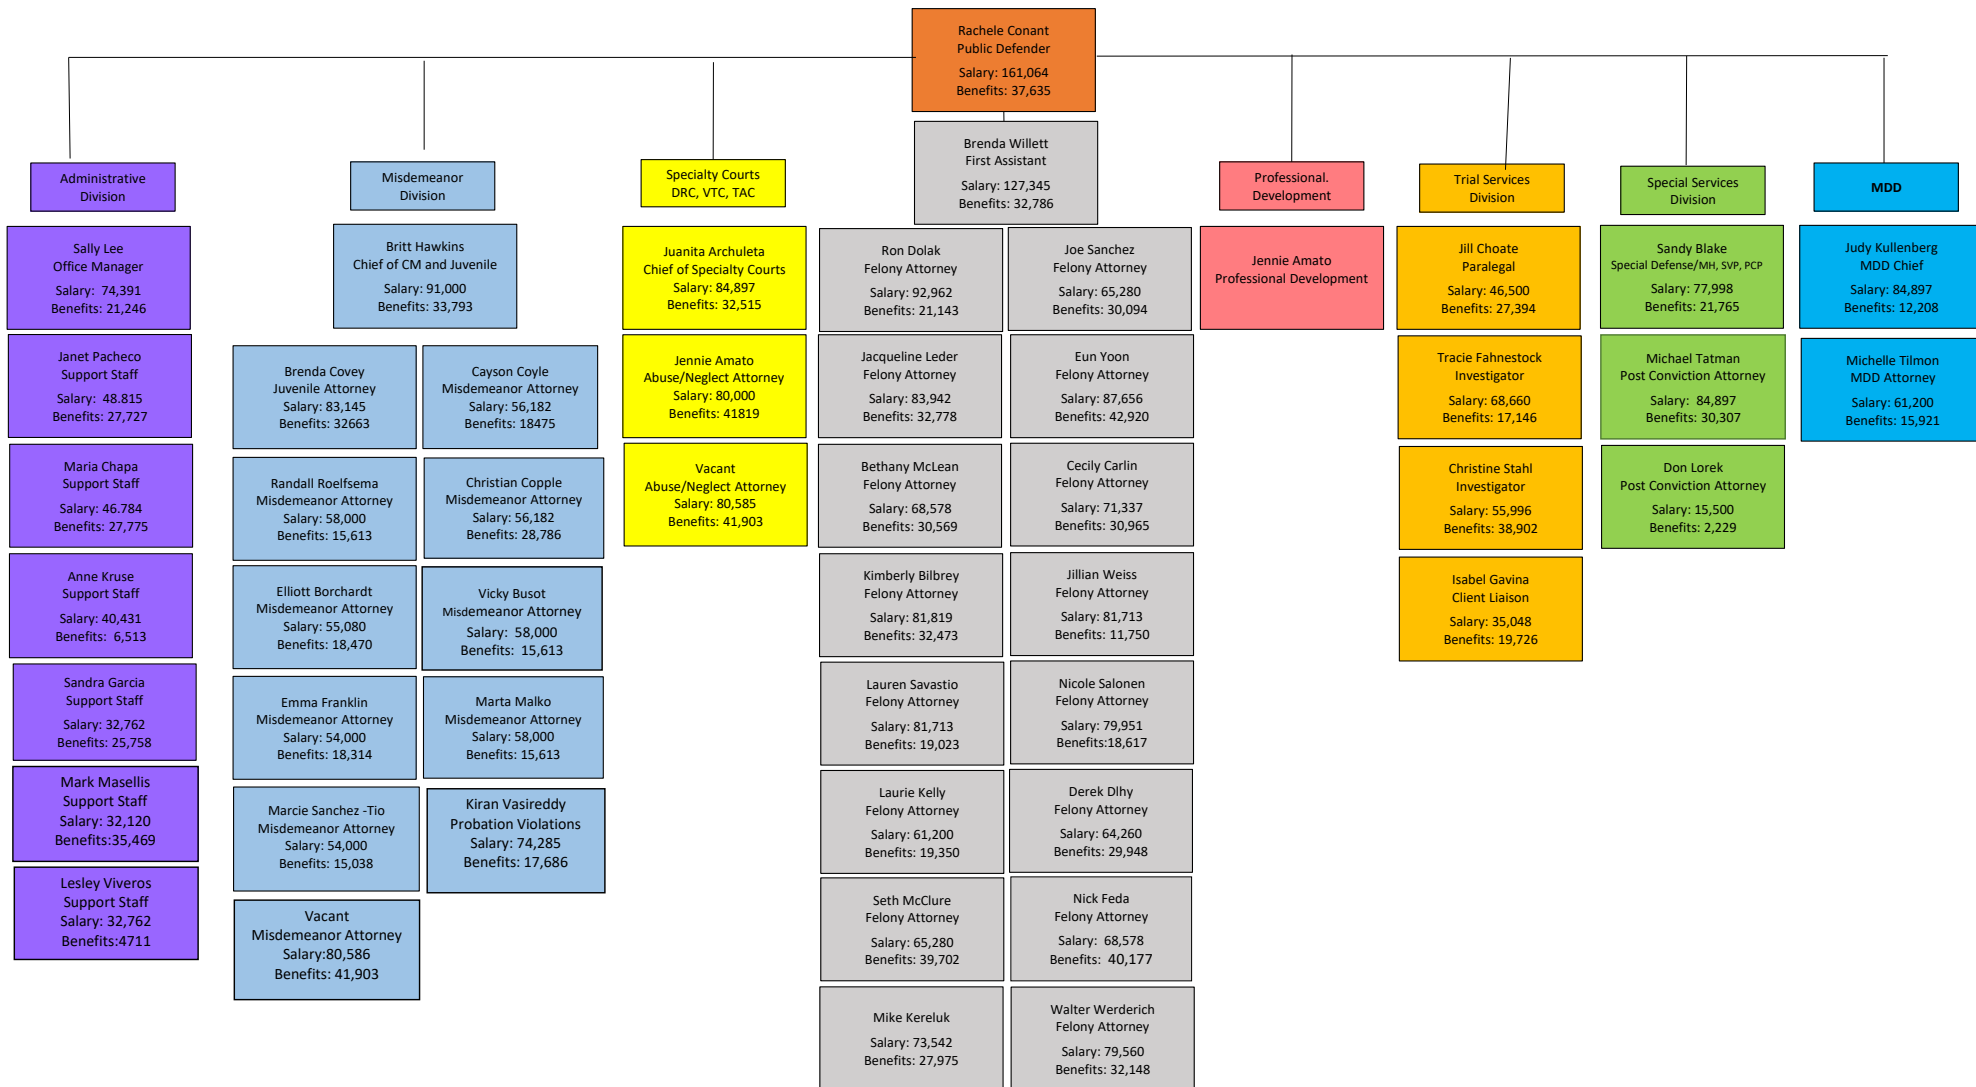 Rachele Conant
Public Defender
Salary: 161,064
Benefits: 37,635
Brenda Willett
First Assistant
Salary: 127,345
Benefits: 32,786
Administrative
Division
Sally Lee
Office Manager
Salary: 74,391
Benefits: 21,246
Janet Pacheco
Support Staff
Salary: 48.815
Benefits: 27,727
Maria Chapa
Support Staff
Salary: 46.784
Benefits: 27,775
Anne Kruse
Support Staff
Salary: 40,431
Benefits: 6,513
Sandra Garcia
Support Staff
Salary: 32,762
Benefits: 25,758
Mark Masellis
Support Staff
Salary: 32,120
Benefits:35,469
Lesley Viveros
Support Staff
Salary: 32,762
Benefits:4711
Misdemeanor
Division
Britt Hawkins
Chief of CM and Juvenile
Salary: 91,000
Benefits: 33,793
Brenda Covey
Juvenile Attorney
Salary: 83,145
Benefits: 32663
Randall Roelfsema
Misdemeanor Attorney
Salary: 58,000
Benefits: 15,613
Elliott Borchardt
Misdemeanor Attorney
Salary: 55,080
Benefits: 18,470
Emma Franklin
Misdemeanor Attorney
Salary: 54,000
Benefits: 18,314
Marcie Sanchez -Tio
Misdemeanor Attorney
Salary: 54,000
Benefits: 15,038
Vacant
Misdemeanor Attorney
Salary:80,586
Benefits: 41,903
Cayson Coyle
Misdemeanor Attorney
Salary: 56,182
Benefits: 18475
Christian Copple
Misdemeanor Attorney
Salary: 56,182
Benefits: 28,786
Vicky Busot
Misdemeanor Attorney
Salary: 58,000
Benefits: 15,613
Marta Malko
Misdemeanor Attorney
Salary: 58,000
Benefits: 15,613
Kiran Vasireddy
Probation Violations
Salary: 74,285
Benefits: 17,686
Specialty Courts
DRC, VTC, TAC
Juanita Archuleta
Chief of Specialty Courts
Salary: 84,897
Benefits: 32,515
Jennie Amato
Abuse/Neglect Attorney
Salary: 80,000
Benefits: 41819
Vacant
Abuse/Neglect Attorney
Salary: 80,585
Benefits: 41,903
Ron Dolak
Felony Attorney
Salary: 92,962
Benefits: 21,143
Jacqueline Leder
Felony Attorney
Salary: 83,942
Benefits: 32,778
Bethany McLean
Felony Attorney
Salary: 68,578
Benefits: 30,569
Kimberly Bilbrey
Felony Attorney
Salary: 81,819
Benefits: 32,473
Lauren Savastio
Felony Attorney
Salary: 81,713
Benefits: 19,023
Laurie Kelly
Felony Attorney
Salary: 61,200
Benefits: 19,350
Seth McClure
Felony Attorney
Salary: 65,280
Benefits: 39,702
Mike Kereluk
Salary: 73,542
Benefits: 27,975
Joe Sanchez
Felony Attorney
Salary: 65,280
Benefits: 30,094
Eun Yoon
Felony Attorney
Salary: 87,656
Benefits: 42,920
Cecily Carlin
Felony Attorney
Salary: 71,337
Benefits: 30,965
Jillian Weiss
Felony Attorney
Salary: 81,713
Benefits: 11,750
Nicole Salonen
Felony Attorney
Salary: 79,951
Benefits:18,617
Derek Dlhy
Felony Attorney
Salary: 64,260
Benefits: 29,948
Nick Feda
Felony Attorney
Salary: 68,578
Benefits: 40,177
Walter Werderich
Felony Attorney
Salary: 79,560
Benefits: 32,148
Professional.
Development
Jennie Amato
Professional Development
Trial Services
Division
Jill Choate
Paralegal
Salary: 46,500
Benefits: 27,394
Tracie Fahnestock
Investigator
Salary: 68,660
Benefits: 17,146
Christine Stahl
Investigator
Salary: 55,996
Benefits: 38,902
Isabel Gavina
Client Liaison
Salary: 35,048
Benefits: 19,726
Special Services
Division
Sandy Blake
Special Defense/MH, SVP, PCP
Salary: 77,998
Benefits: 21,765
Michael Tatman
Post Conviction Attorney
Salary: 84,897
Benefits: 30,307
Don Lorek
Post Conviction Attorney
Salary: 15,500
Benefits: 2,229
MDD
Judy Kullenberg
MDD Chief
Salary: 84,897
Benefits: 12,208
Michelle Tilmon
MDD Attorney
Salary: 61,200
Benefits: 15,921